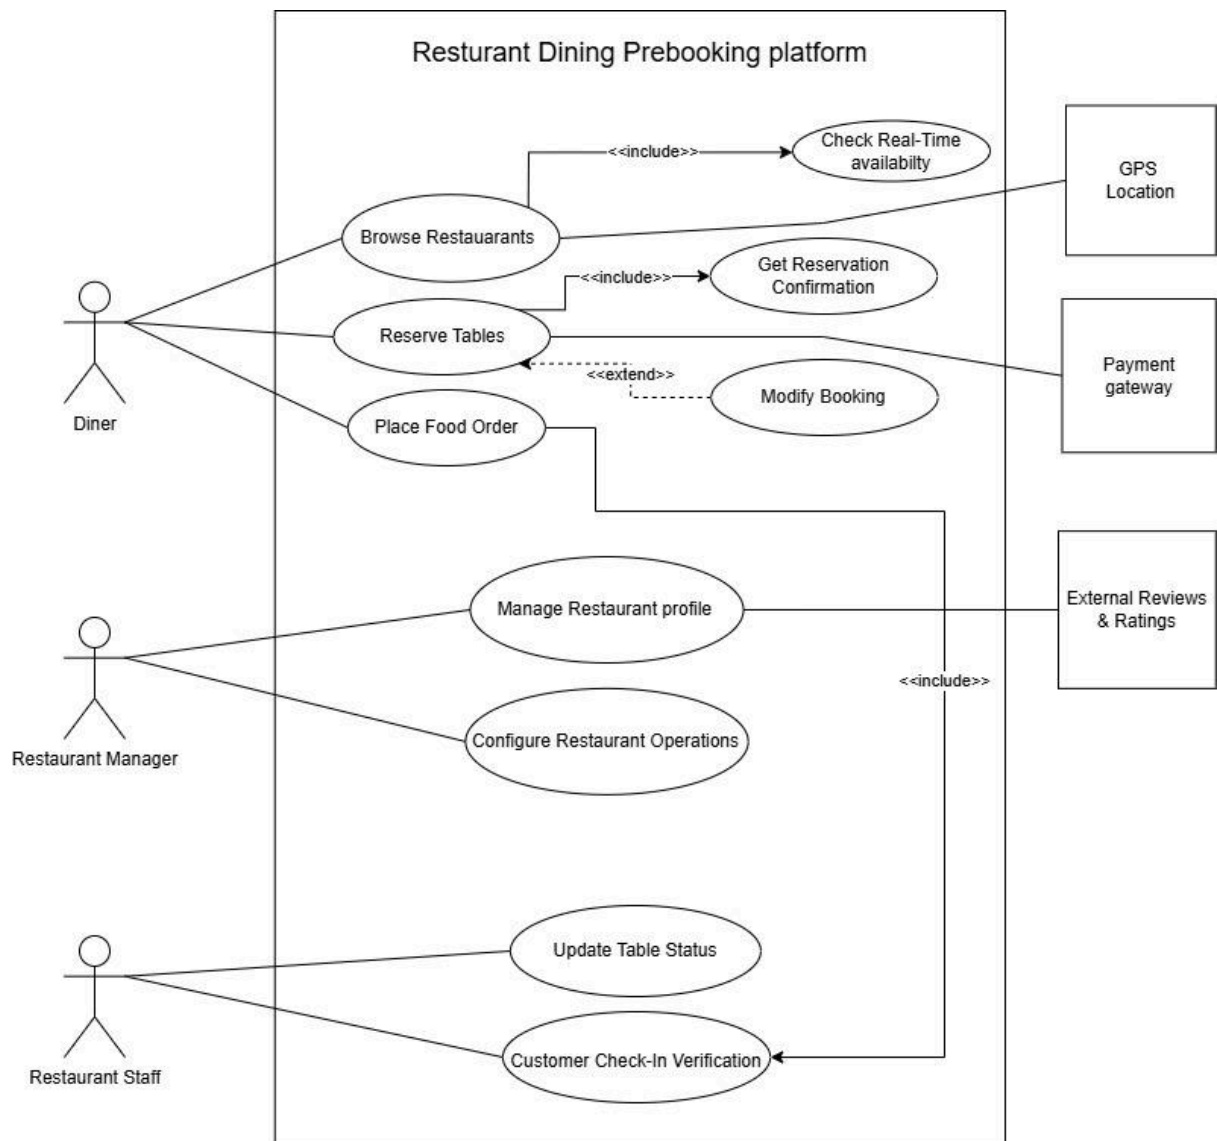 Resturant Dining Prebooking platform
<<include>>
Check Real-Time
availabilty
GPS
Location
Browse Restauarants
<<include>>
Get Reservation
Confirmation
Reserve Tables
<<extend>>
Modify Booking
Payment
gateway
Diner
Place Food Order
Manage Restaurant profile
External Reviews
& Ratings
<<include>>
Restaurant Manager
Configure Restaurant Operations
Update Table Status
Customer Check-In Verification
Restaurant Staff